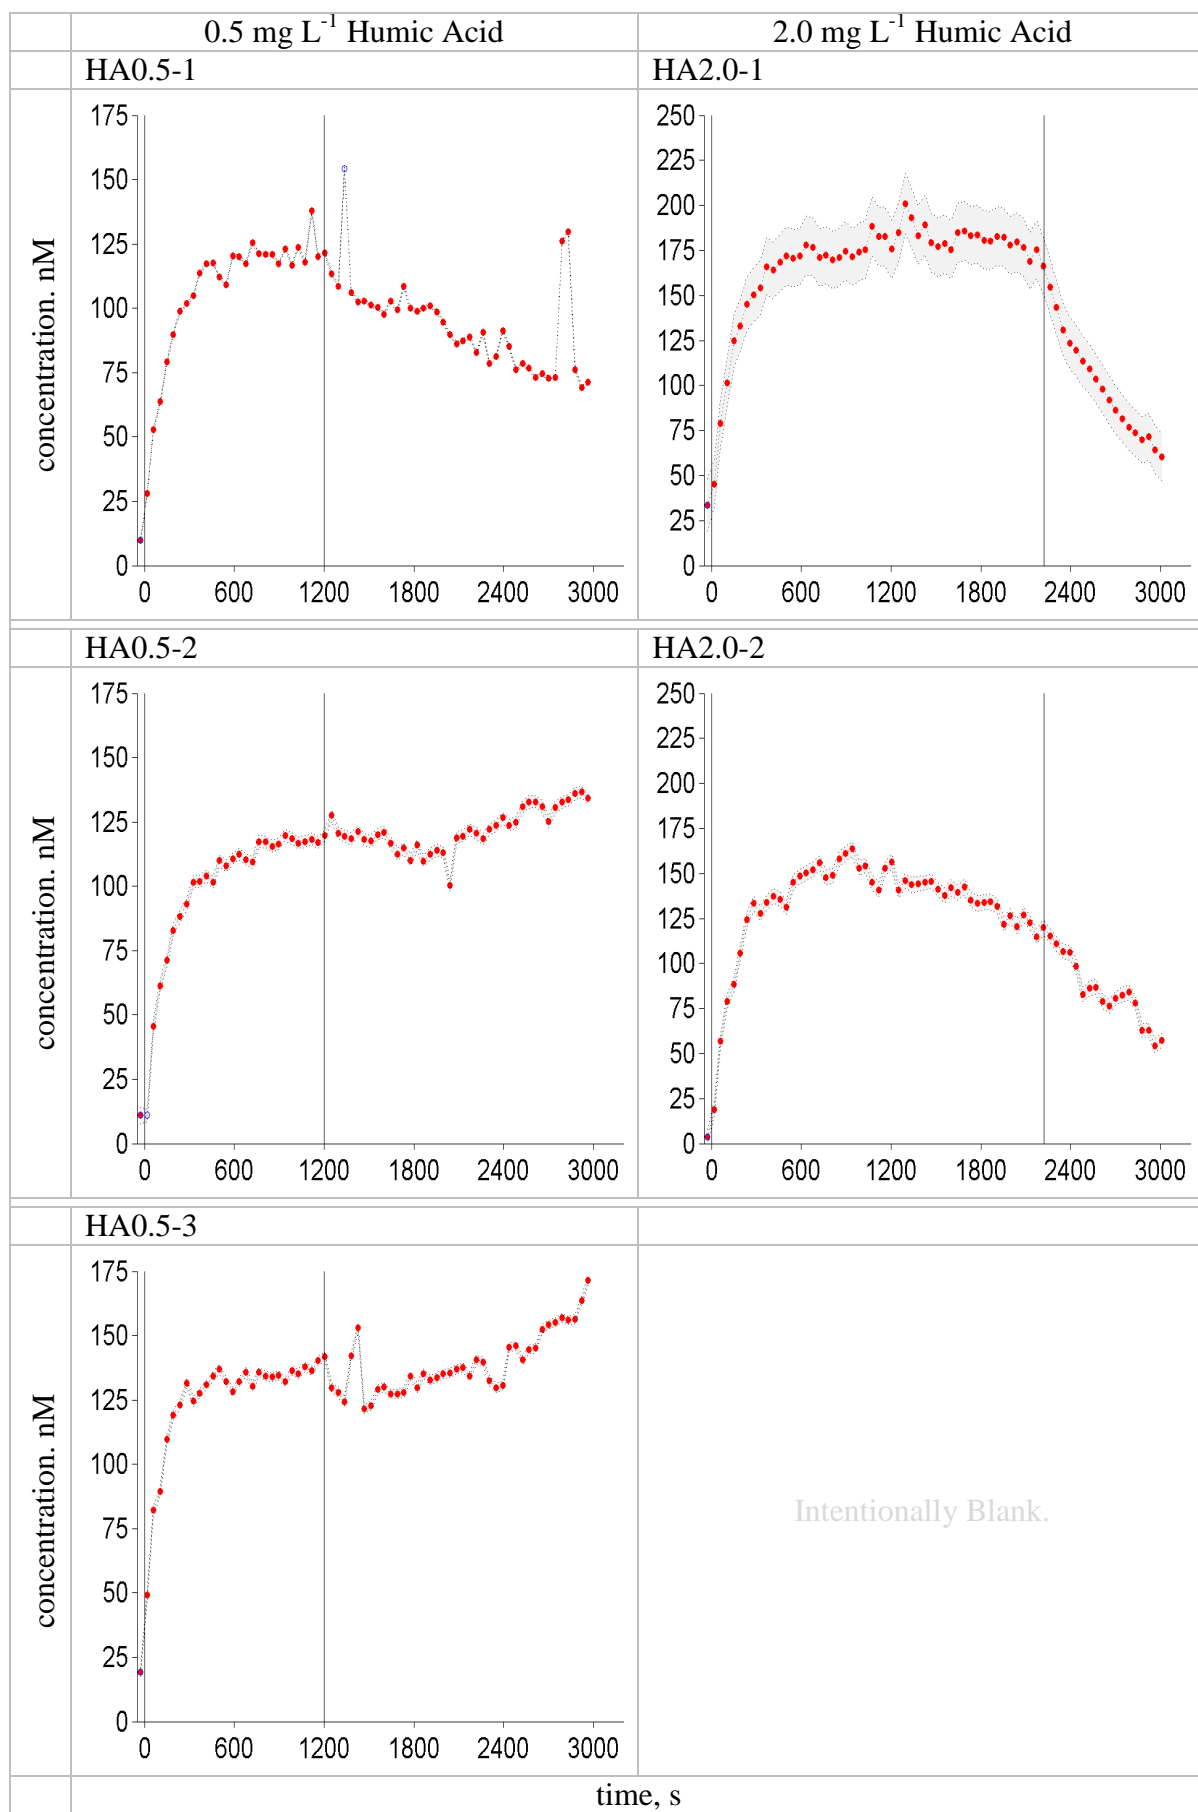 0.5 mg L-1 Humic Acid
2.0 mg L-1 Humic Acid
HA0.5-1
HA2.0-1
concentration. nM
175
150
125
100
75
50
25
0
0 600 1200 1800 2400 3000
250
225
200
175
150
125
100
75
50
25
0
0 600 1200 1800 2400 3000
HA0.5-2
HA2.0-2
concentration. nM
175
150
125
100
75
50
25
0
0 600 1200 1800 2400 3000
250
225
200
175
150
125
100
75
50
25
0
0 600 1200 1800 2400 3000
HA0.5-3
concentration. nM
175
150
125
100
75
50
25
0
0 600 1200 1800 2400 3000
Intentionally Blank.
time, s